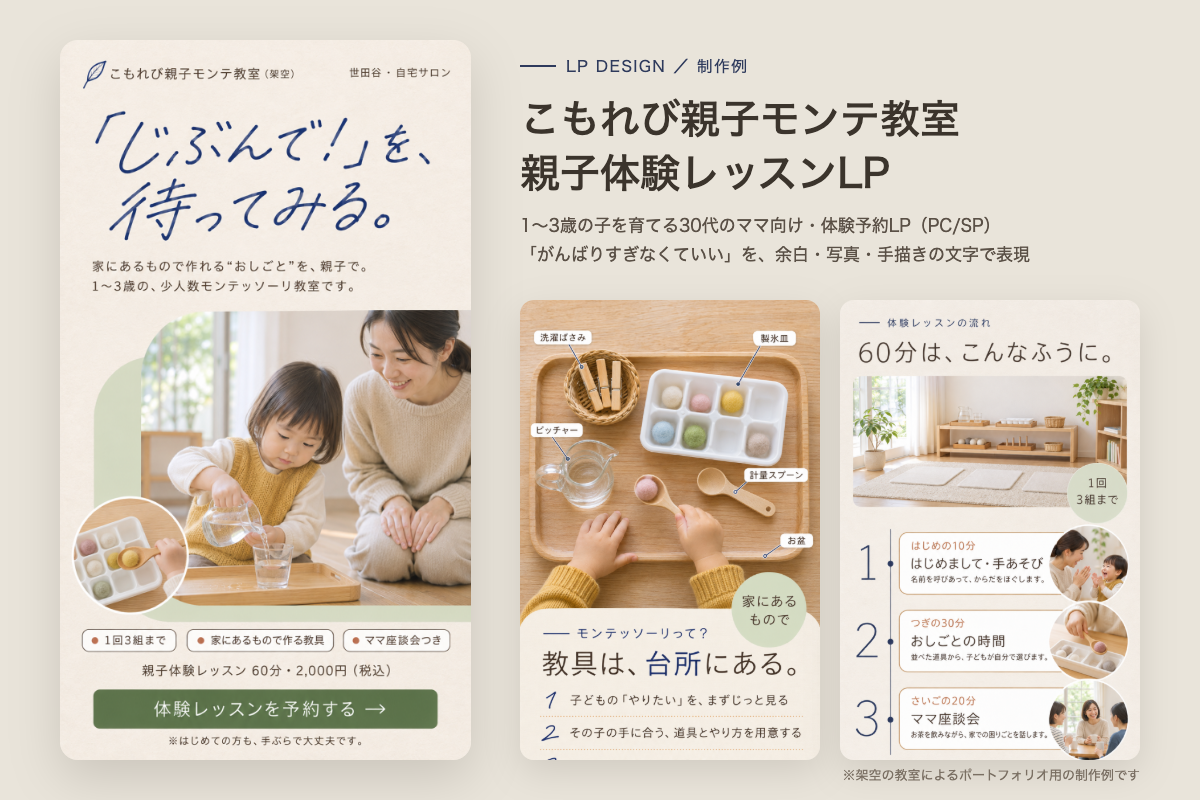 こもれび親子モンテ教室（架空）
世田谷・自宅サロン
「じぶんで！」を、
待ってみる。
家にあるもので作れる“おしごと”を、親子で。
1〜3歳の、少人数モンテッソーリ教室です。
1回3組まで
家にあるもので作る教具
ママ座談会つき
親子体験レッスン 60分・2,000円（税込）
体験レッスンを予約する →
※はじめての方も、手ぶらで大丈夫です。
LP DESIGN ／ 制作例
こもれび親子モンテ教室
親子体験レッスンLP
1〜3歳の子を育てる30代のママ向け・体験予約LP（PC/SP）
「がんばりすぎなくていい」を、余白・写真・手描きの文字で表現
洗濯ばさみ
製氷皿
ピッチャー
計量スプーン
お盆
家にある
もので
モンテッソーリって？
教具は、台所にある。
1 子どもの「やりたい」を、まずじっと見る
2 その子の手に合う、道具とやり方を用意する
体験レッスンの流れ
60分は、こんなふうに。
1回
3組まで
1
はじめの10分
はじめまして・手あそび
名前を呼びあって、からだをほぐします。
2
つぎの30分
おしごとの時間
並べた道具から、子どもが自分で選びます。
3
さいごの20分
ママ座談会
お茶を飲みながら、家での困りごとを話します。
※架空の教室によるポートフォリオ用の制作例です